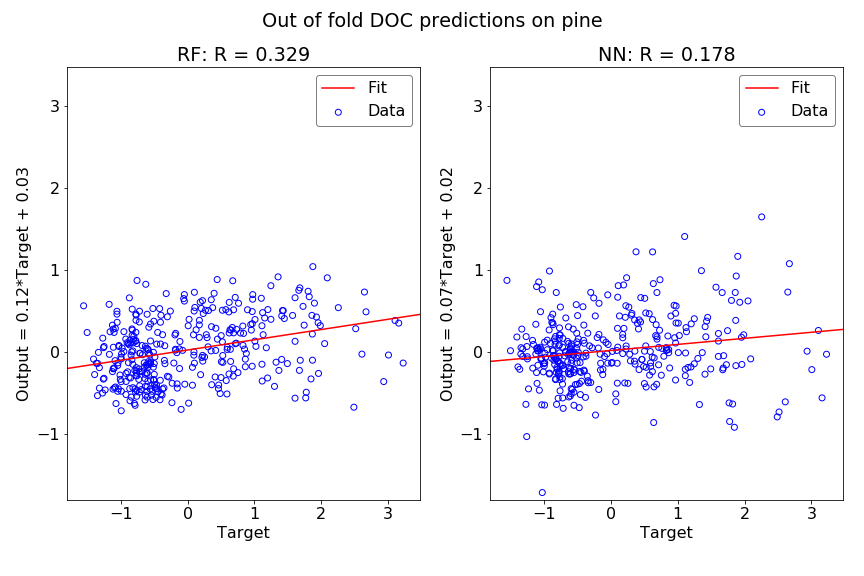 Out of fold DOC predictions on pine
RF: R = 0.329
Fit
Data
3
2
1
0
−1
Output = 0.12*Target + 0.03
−1 0 1 2 3
Target
NN: R = 0.178
Fit
Data
3
2
1
0
−1
Output = 0.07*Target + 0.02
−1 0 1 2 3
Target